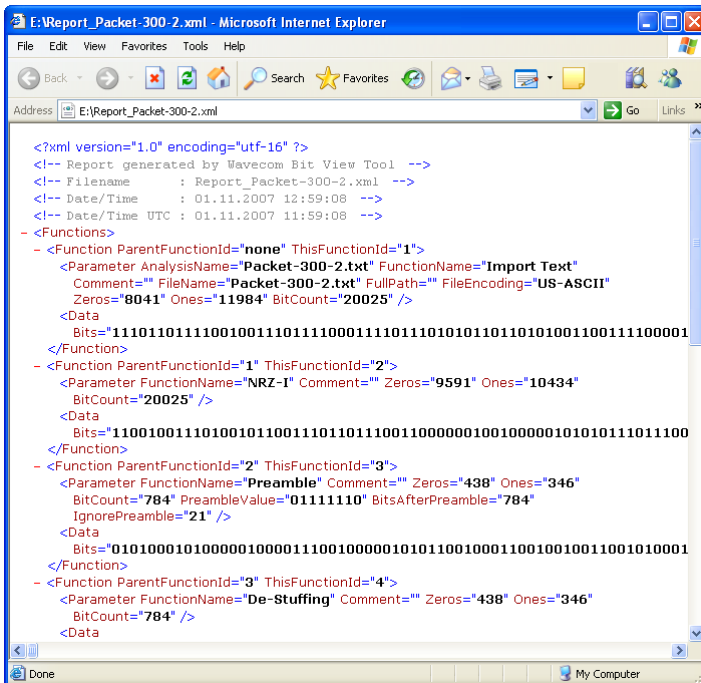 E:\Report_Packet-300-2.xml - Microsoft Internet Explorer
File Edit View Favorites Tools Help
Back Search Favorites
Address E:\Report_Packet-300-2.xml Go Links »
<?xml version="1.0" encoding="utf-16" ?>
<!-- Report generated by Wavecom Bit View Tool -->
<!-- Filename : Report_Packet-300-2.xml -->
<!-- Date/Time : 01.11.2007 12:59:08 -->
<!-- Date/Time UTC : 01.11.2007 11:59:08 -->
- <Functions>
- <Function ParentFunctionId="none" ThisFunctionId="1">
<Parameter AnalysisName="Packet-300-2.txt" FunctionName="Import Text"
Comment="" FileName="Packet-300-2.txt" FullPath="" FileEncoding="US-ASCII"
Zeros="8041" Ones="11984" BitCount="20025" />
<Data
Bits="1110110111100100111011110001111011101010110110101001100111100001
</Function>
- <Function ParentFunctionId="1" ThisFunctionId="2">
<Parameter FunctionName="NRZ-I" Comment="" Zeros="9591" Ones="10434"
BitCount="20025" />
<Data
Bits="1100100111010010110011101101110011000000100100000101010111011100
</Function>
- <Function ParentFunctionId="2" ThisFunctionId="3">
<Parameter FunctionName="Preamble" Comment="" Zeros="438" Ones="346"
BitCount="784" PreambleValue="01111110" BitsAfterPreamble="784"
IgnorePreamble="21" />
<Data
Bits="0101000101000001000011100100000101011001000110010010011001010001
</Function>
- <Function ParentFunctionId="3" ThisFunctionId="4">
<Parameter FunctionName="De-Stuffing" Comment="" Zeros="438" Ones="346"
BitCount="784" />
<Data
Done My Computer